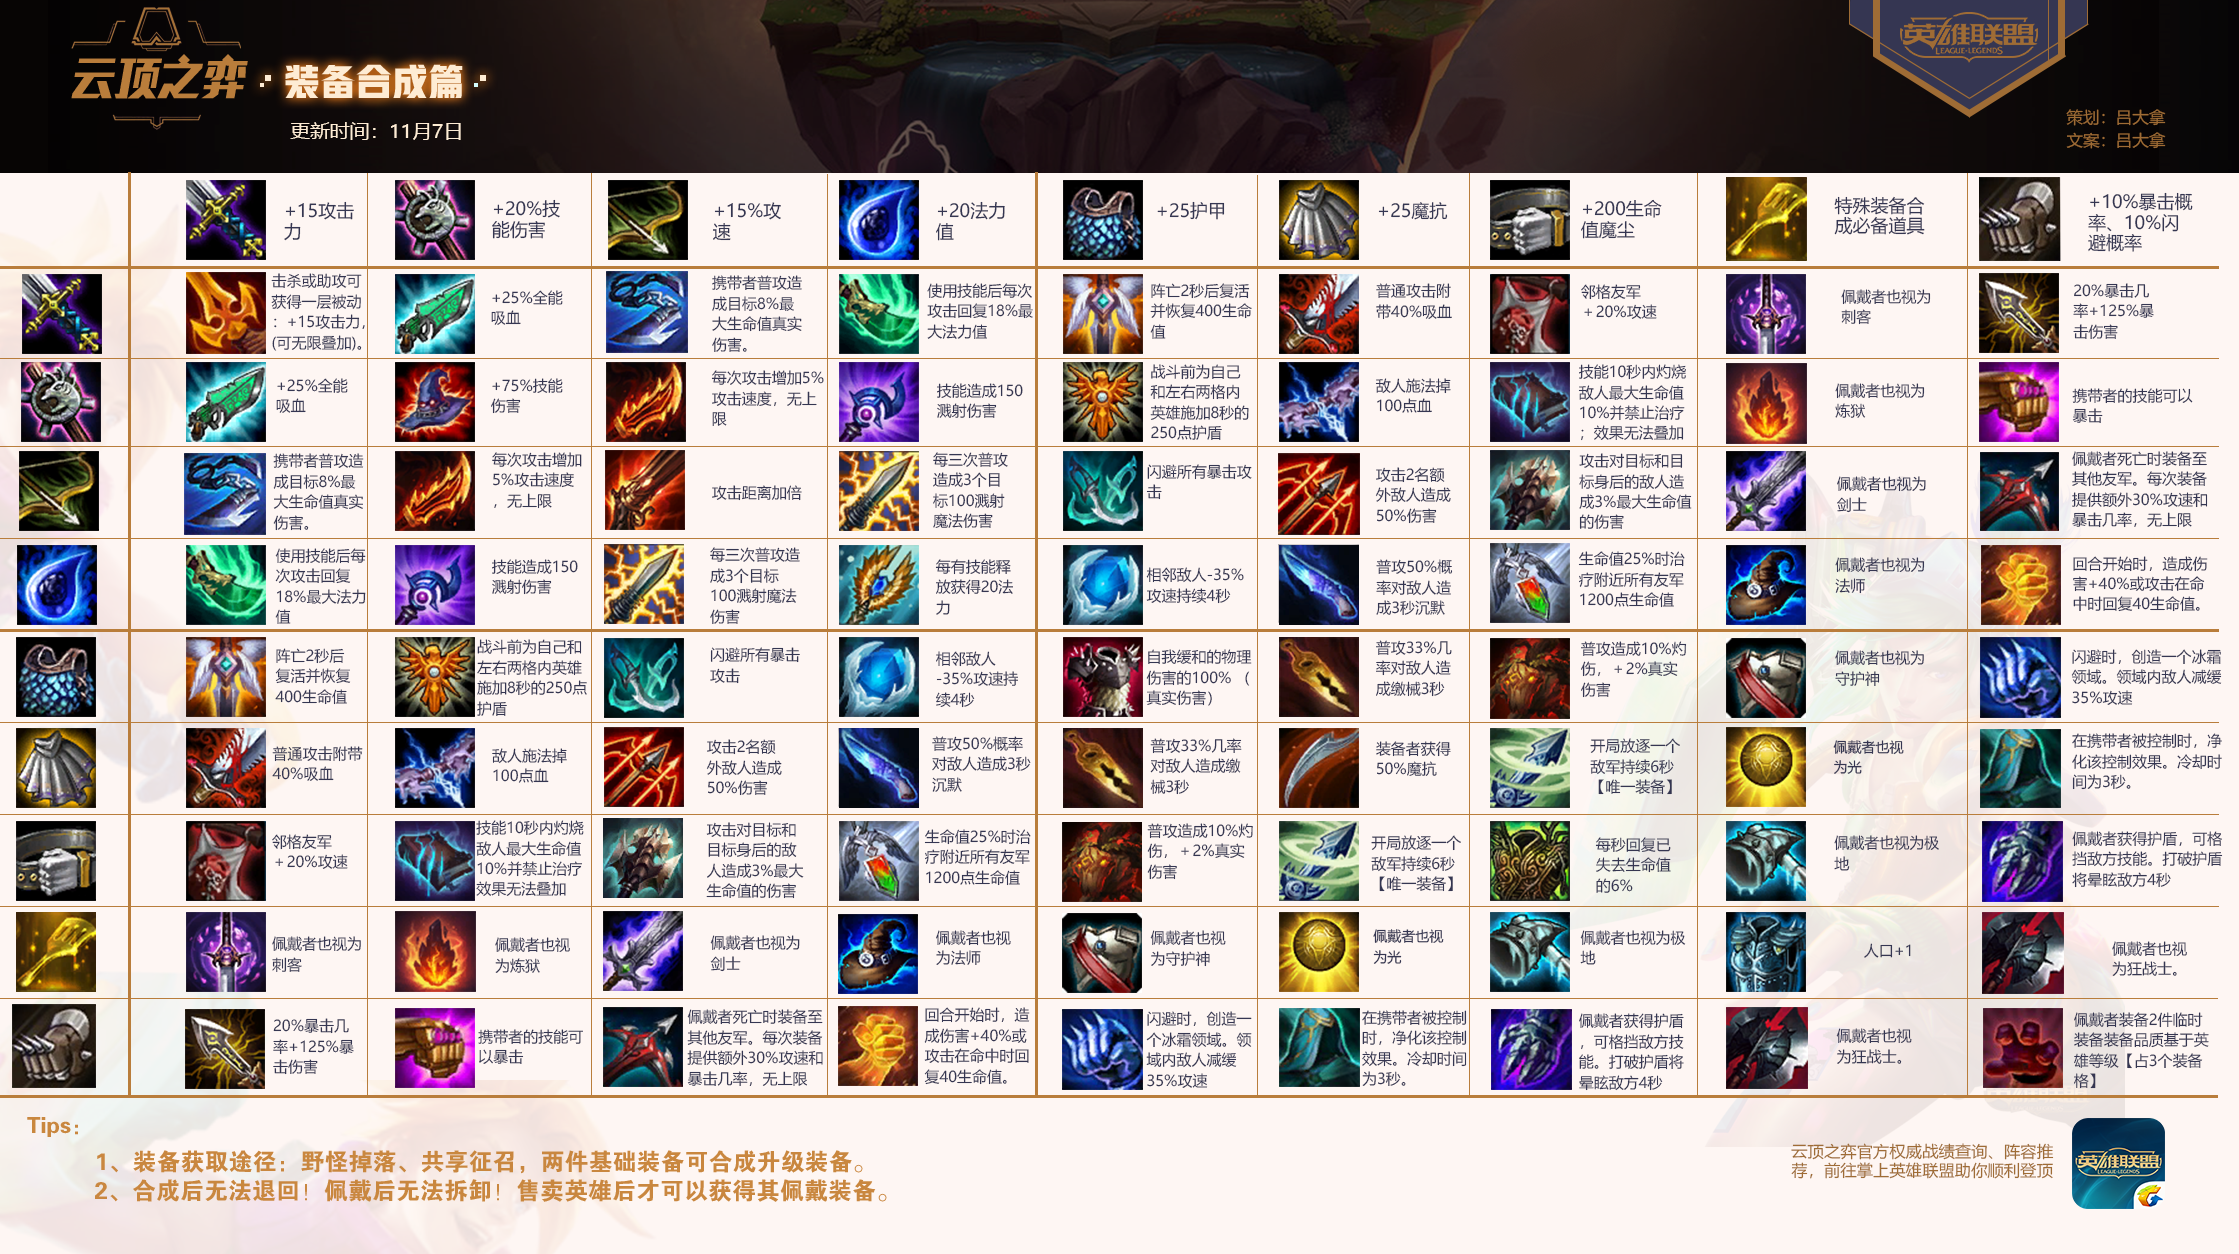 云顶之弈
·装备合成篇·
更新时间：11月7日
英雄联盟
LEAGUE·LEGENDS
策划：吕大拿
文案：吕大拿
+15攻击
力
+20%技
能伤害
+15%攻
速
+20法力
值
+25护甲
+25魔抗
+200生命
值魔尘
特殊装备合
成必备道具
+10%暴击概
率、10%闪
避概率
击杀或助攻可
获得一层被动
：+15攻击力，
(可无限叠加)。
+25%全能
吸血
携带者普攻造
成目标8%最
大生命值真实
伤害。
使用技能后每次
攻击回复18%最
大法力值
阵亡2秒后复活
并恢复400生命
值
普通攻击附
带40%吸血
邻格友军
＋20%攻速
佩戴者也视为
刺客
20%暴击几
率+125%暴
击伤害
+25%全能
吸血
+75%技能
伤害
每次攻击增加5%
攻击速度，无上
限
技能造成150
溅射伤害
战斗前为自己
和左右两格内
英雄施加8秒的
250点护盾
敌人施法掉
100点血
技能10秒内灼烧
敌人最大生命值
10%并禁止治疗
；效果无法叠加
佩戴者也视为
炼狱
携带者的技能可以
暴击
携带者普攻造
成目标8%最
大生命值真实
伤害。
每次攻击增加
5%攻击速度
，无上限
攻击距离加倍
每三次普攻
造成3个目
标100溅射
魔法伤害
闪避所有暴击攻
击
攻击2名额
外敌人造成
50%伤害
攻击对目标和目
标身后的敌人造
成3%最大生命值
的伤害
佩戴者也视为
剑士
佩戴者死亡时装备至
其他友军。每次装备
提供额外30%攻速和
暴击几率，无上限
使用技能后每
次攻击回复
18%最大法力
值
技能造成150
溅射伤害
每三次普攻造
成3个目标
100溅射魔法
伤害
每有技能释
放获得20法
力
相邻敌人-35%
攻速持续4秒
普攻50%概
率对敌人造
成3秒沉默
生命值25%时治
疗附近所有友军
1200点生命值
佩戴者也视为
法师
回合开始时，造成伤
害+40%或攻击在命
中时回复40生命值。
阵亡2秒后
复活并恢复
400生命值
战斗前为自己和
左右两格内英雄
施加8秒的250点
护盾
闪避所有暴击
攻击
相邻敌人
-35%攻速持
续4秒
自我缓和的物理
伤害的100% （
真实伤害）
普攻33%几
率对敌人造
成缴械3秒
普攻造成10%灼
伤，＋2%真实
伤害
佩戴者也视为
守护神
闪避时，创造一个冰霜
领域。领域内敌人减缓
35%攻速
普通攻击附带
40%吸血
敌人施法掉
100点血
攻击2名额
外敌人造成
50%伤害
普攻50%概率
对敌人造成3秒
沉默
普攻33%几率
对敌人造成缴
械3秒
装备者获得
50%魔抗
开局放逐一个
敌军持续6秒
【唯一装备】
佩戴者也视
为光
在携带者被控制时，净
化该控制效果。冷却时
间为3秒。
邻格友军
＋20%攻速
技能10秒内灼烧
敌人最大生命值
10%并禁止治疗
效果无法叠加
攻击对目标和
目标身后的敌
人造成3%最大
生命值的伤害
生命值25%时治
疗附近所有友军
1200点生命值
普攻造成10%灼
伤，＋2%真实
伤害
开局放逐一个
敌军持续6秒
【唯一装备】
每秒回复已
失去生命值
的6%
佩戴者也视为极
地
佩戴者获得护盾，可格
挡敌方技能。打破护盾
将晕眩敌方4秒
佩戴者也视为
刺客
佩戴者也视
为炼狱
佩戴者也视为
剑士
佩戴者也视
为法师
佩戴者也视
为守护神
佩戴者也视
为光
佩戴者也视为极
地
人口+1
佩戴者也视
为狂战士。
20%暴击几
率+125%暴
击伤害
携带者的技能可
以暴击
佩戴者死亡时装备至
其他友军。每次装备
提供额外30%攻速和
暴击几率，无上限
回合开始时，造
成伤害+40%或
攻击在命中时回
复40生命值。
闪避时，创造一
个冰霜领域。领
域内敌人减缓
35%攻速
在携带者被控制
时，净化该控制
效果。冷却时间
为3秒。
佩戴者获得护盾
，可格挡敌方技
能。打破护盾将
晕眩敌方4秒
佩戴者也视
为狂战士。
佩戴者装备2件临时
装备装备品质基于英
雄等级【占3个装备
格】
Tips：
1、装备获取途径：野怪掉落、共享征召，两件基础装备可合成升级装备。
2、合成后无法退回！佩戴后无法拆卸！售卖英雄后才可以获得其佩戴装备。
云顶之弈官方权威战绩查询、阵容推
荐，前往掌上英雄联盟助你顺利登顶
英雄联盟
LEAGUE·LEGENDS